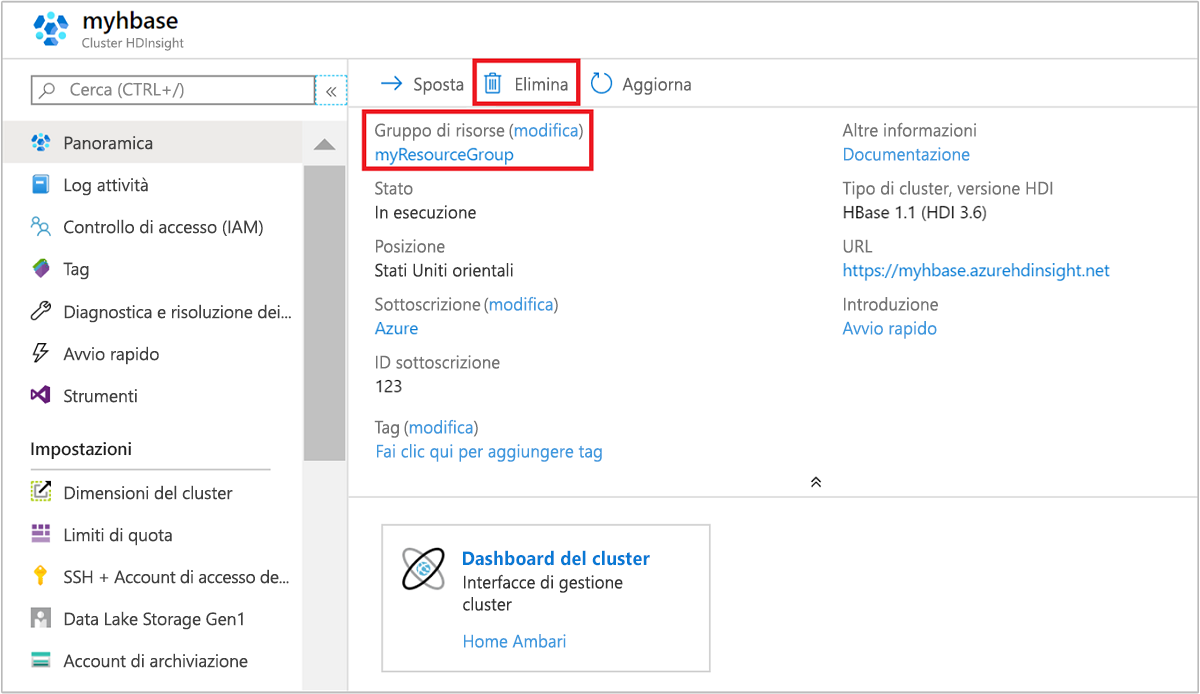 myhbase
Cluster HDInsight
Cerca (CTRL+/)
«
Panoramica
Log attività
Controllo di accesso (IAM)
Tag
Diagnostica e risoluzione dei...
Avvio rapido
Strumenti
Impostazioni
Dimensioni del cluster
Limiti di quota
SSH + Account di accesso de...
Data Lake Storage Gen1
Account di archiviazione
Sposta Elimina Aggiorna
Gruppo di risorse (modifica)
myResourceGroup
Stato
In esecuzione
Posizione
Stati Uniti orientali
Sottoscrizione (modifica)
Azure
ID sottoscrizione
123
Tag (modifica)
Fai clic qui per aggiungere tag
Altre informazioni
Documentazione
Tipo di cluster, versione HDI
HBase 1.1 (HDI 3.6)
URL
https://myhbase.azurehdinsight.net
Introduzione
Avvio rapido
Dashboard del cluster
Interfacce di gestione
cluster
Home Ambari